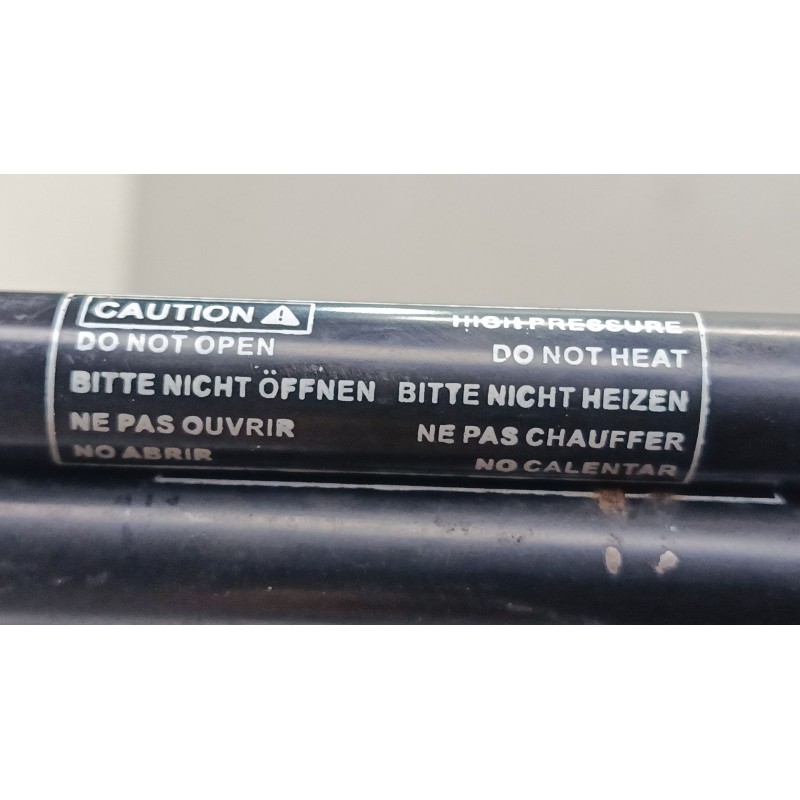 CAUTION HIGH PRESSURE
DO NOT OPEN DO NOT HEAT
BITTE NICHT ÖFFNEN BITTE NICHT HEIZEN
NE PAS OUVRIR NE PAS CHAUFFER
NO ABRIR NO CALENTAR